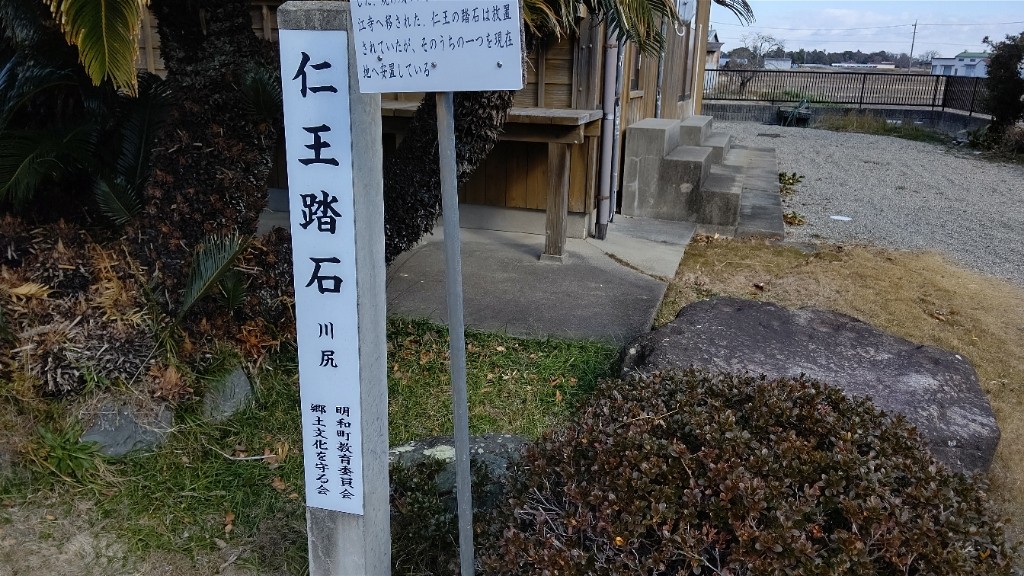 江寺へ移された。仁王の踏石は放置
されていたが、そのうちの一つを現在
地へ安置している
仁王踏石
川尻
明和町教育委員会
郷土文化を守る会